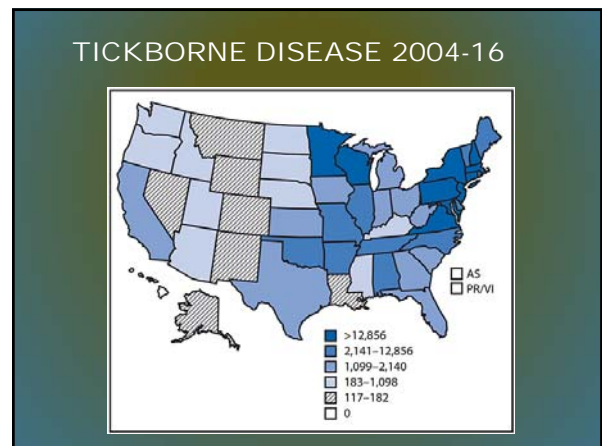 TICKBORNE DISEASE 2004-16
AS
PR/VI
>12,856
2,141–12,856
1,099–2,140
183–1,098
117–182
0